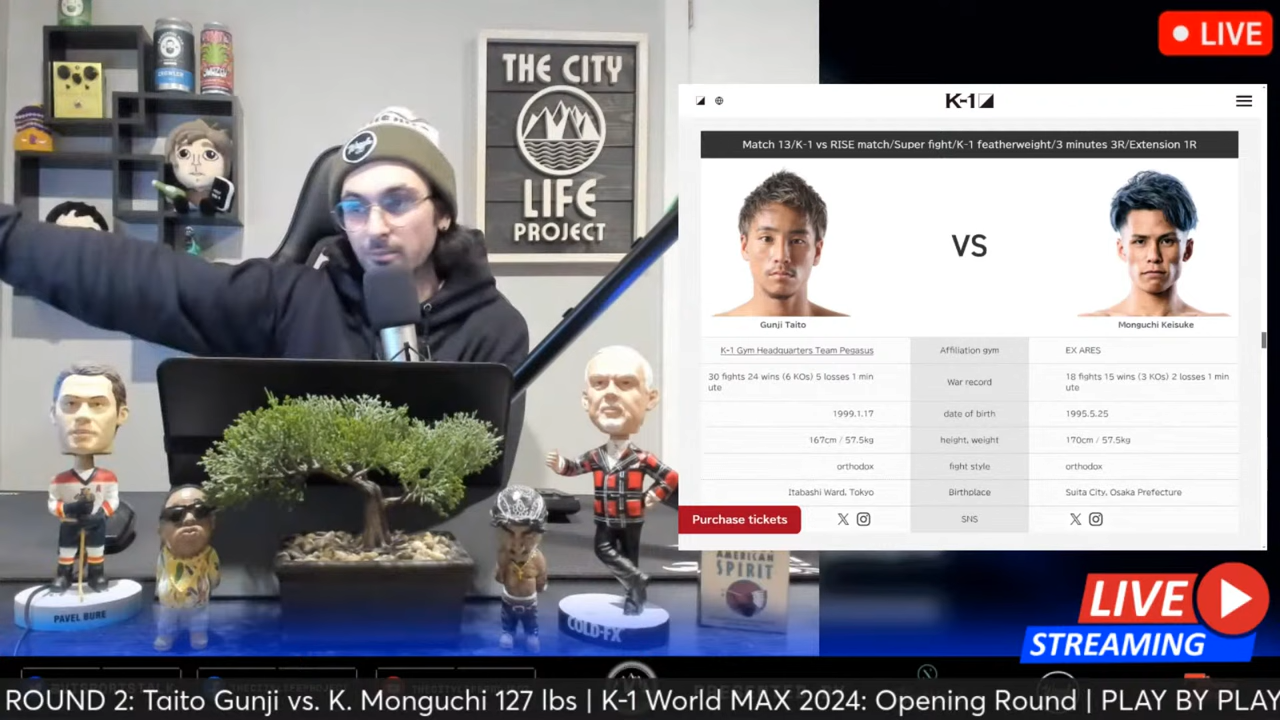 LIVE
THE CITY
LIFE
PROJECT
K-1
Match 13/K-1 vs RISE match/Super fight/K-1 featherweight/3 minutes 3R/Extension 1R
VS
Gunji Taito
Monguchi Keisuke
K-1 Gym Headquarters Team Pegasus
Affiliation gym
EX ARES
30 fights 24 wins (6 KOs) 5 losses 1 min
ute
War record
18 fights 15 wins (3 KOs) 2 losses 1 min
ute
1999.1.17
date of birth
1995.5.25
167cm / 57.5kg
height, weight
170cm / 57.5kg
orthodox
fight style
orthodox
Itabashi Ward, Tokyo
Birthplace
Suita City, Osaka Prefecture
Purchase tickets
SNS
AMERICAN
SPIRIT
PAVEL BURE
COLD-FX
LIVE
STREAMING
ROUND 2: Taito Gunji vs. K. Monguchi 127 lbs | K-1 World MAX 2024: Opening Round | PLAY BY PLAY